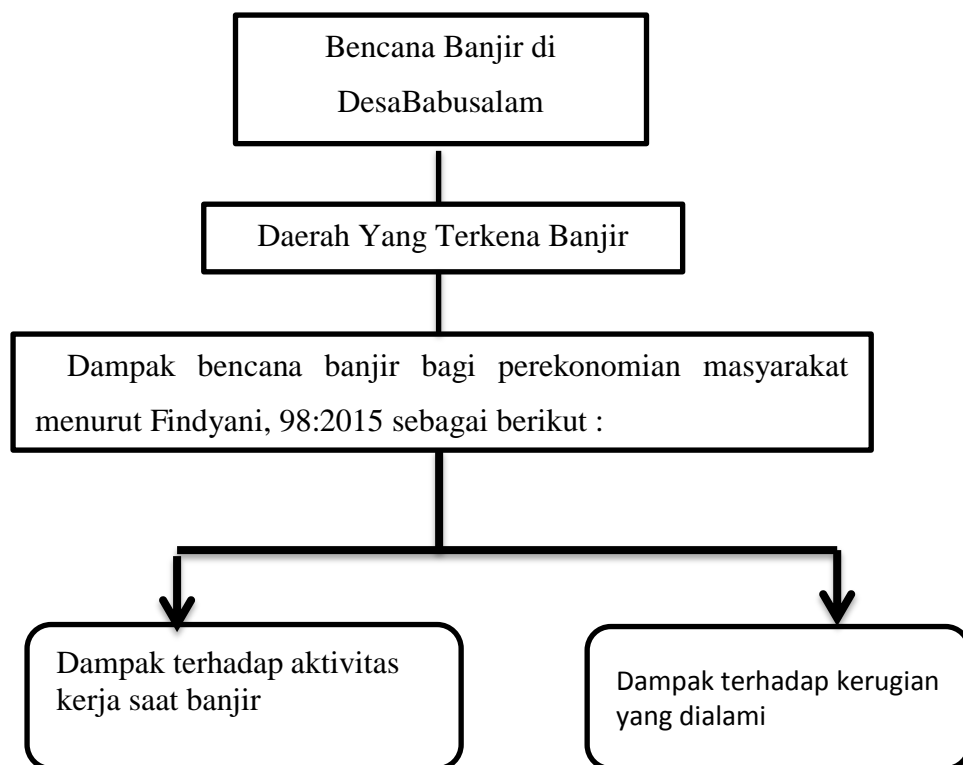 Bencana Banjir di
DesaBabusalam
Daerah Yang Terkena Banjir
Dampak bencana banjir bagi perekonomian masyarakat
menurut Findyani, 98:2015 sebagai berikut :
Dampak terhadap aktivitas
kerja saat banjir
Dampak terhadap kerugian
yang dialami